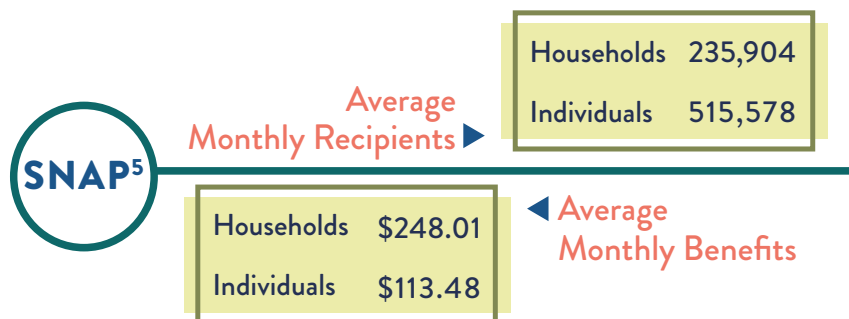 Households 235,904
Average
Monthly Recipients
Individuals 515,578
SNAP5
Households $248.01
Individuals $113.48
Average
Monthly Benefits